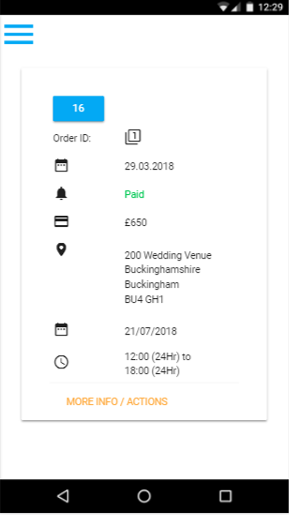 12:29
16
Order ID:
1
29.03.2018
Paid
£650
200 Wedding Venue
Buckinghamshire
Buckingham
BU4 GH1
21/07/2018
12:00 (24Hr) to
18:00 (24Hr)
MORE INFO / ACTIONS